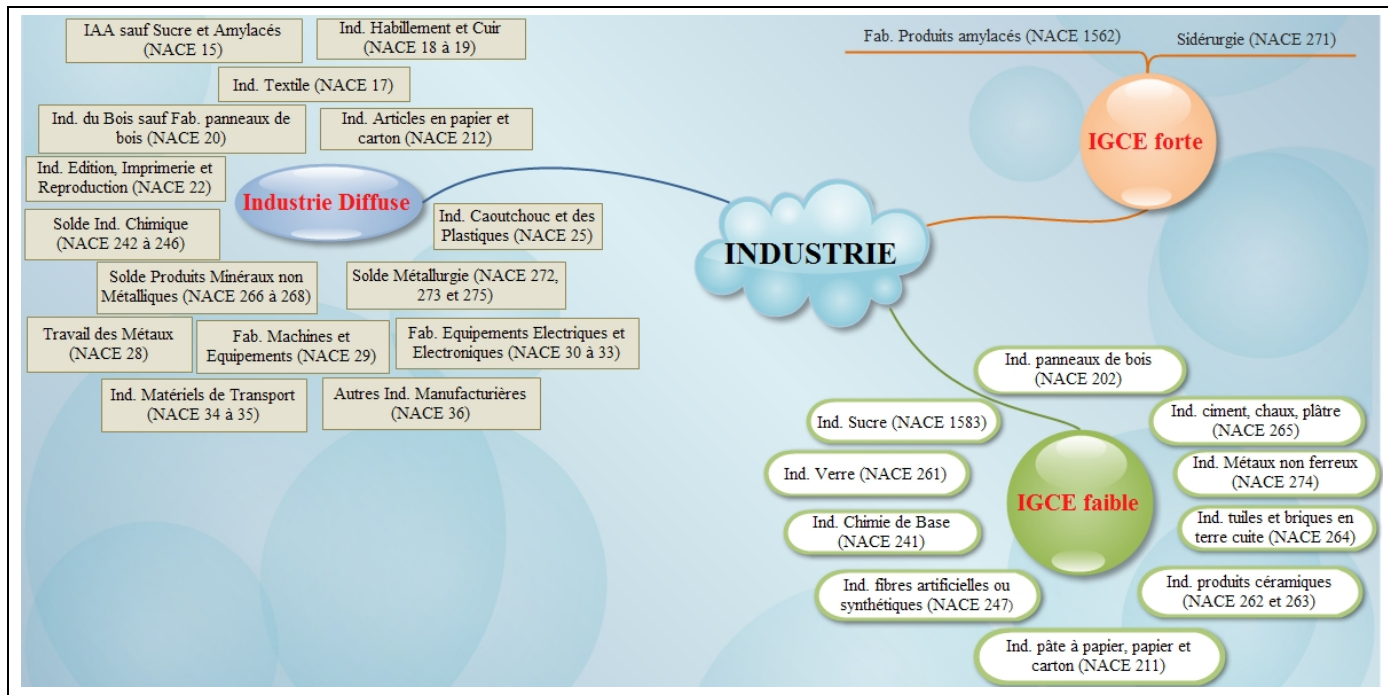 IAA sauf Sucre et Amylacés
(NACE 15)
Ind. Habillement et Cuir
(NACE 18 à 19)
Ind. Textile (NACE 17)
Ind. du Bois sauf Fab. panneaux de
bois (NACE 20)
Ind. Articles en papier et
carton (NACE 212)
Ind. Edition, Imprimerie et
Reproduction (NACE 22)
Industrie Diffuse
Solde Ind. Chimique
(NACE 242 à 246)
Ind. Caoutchouc et des
Plastiques (NACE 25)
Solde Produits Minéraux non
Métalliques (NACE 266 à 268)
Solde Métallurgie (NACE 272,
273 et 275)
Travail des Métaux
(NACE 28)
Fab. Machines et
Equipements (NACE 29)
Fab. Equipements Electriques et
Electroniques (NACE 30 à 33)
Ind. Matériels de Transport
(NACE 34 à 35)
Autres Ind. Manufacturières
(NACE 36)
INDUSTRIE
Fab. Produits amylacés (NACE 1562)
Sidérurgie (NACE 271)
IGCE forte
Ind. panneaux de bois
(NACE 202)
Ind. Sucre (NACE 1583)
Ind. ciment, chaux, plâtre
(NACE 265)
Ind. Verre (NACE 261)
IGCE faible
Ind. Métaux non ferreux
(NACE 274)
Ind. Chimie de Base
(NACE 241)
Ind. tuiles et briques en
terre cuite (NACE 264)
Ind. fibres artificielles ou
synthétiques (NACE 247)
Ind. produits céramiques
(NACE 262 et 263)
Ind. pâte à papier, papier et
carton (NACE 211)